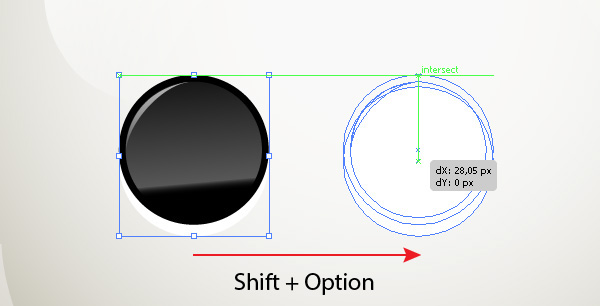 intersect
dX: 28,05 px
dY: 0 px
Shift + Option